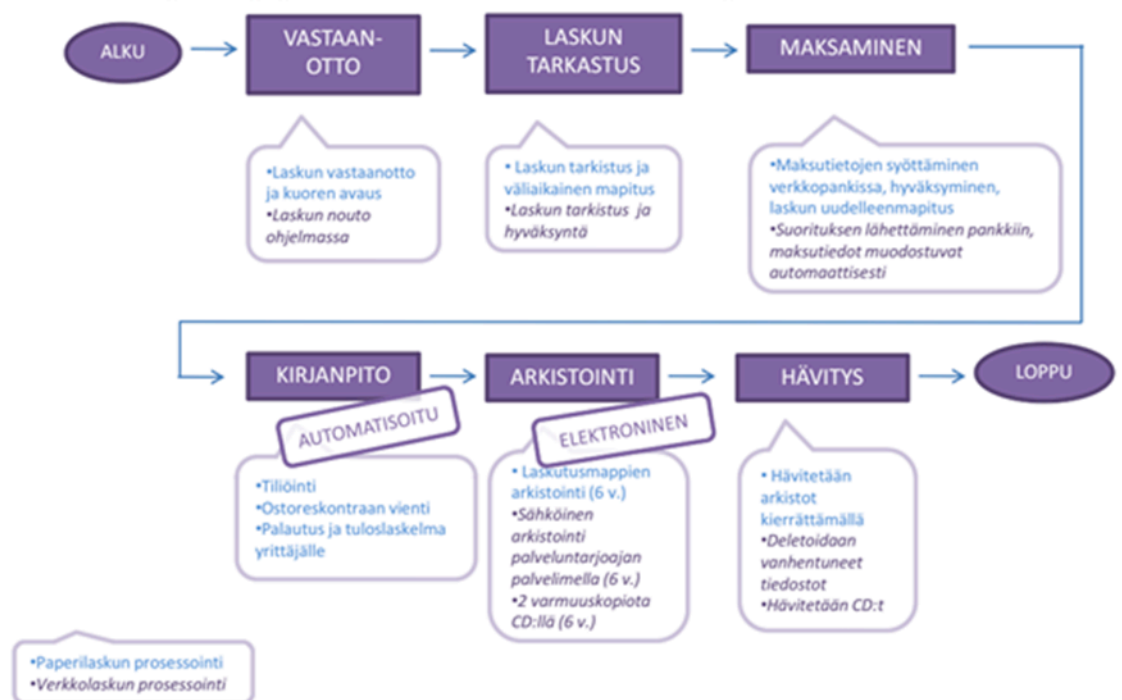 ALKU
VASTAAN-
OTTO
LASKUN
TARKASTUS
MAKSAMINEN
•Laskun vastaanotto
ja kuoren avaus
•Laskun nouto
ohjelmassa
• Laskun tarkistus ja
väliaikainen mapitus
•Laskun tarkistus ja
hyväksyntä
•Maksutietojen syöttäminen
verkkopankissa, hyväksyminen,
laskun uudelleenmapitus
•Suorituksen lähettäminen pankkiin,
maksutiedot muodostuvat
automaattisesti
KIRJANPITO
ARKISTOINTI
HÄVITYS
LOPPU
AUTOMATISOITU
ELEKTRONINEN
•Tiliöinti
•Ostoreskontraan vienti
•Palautus ja tuloslaskelma
yrittäjälle
• Laskutusmappien
arkistointi (6 v.)
•Sähköinen
arkistointi
palveluntarjoajan
palvelimella (6 v.)
•2 varmuuskopiota
CD:llä (6 v.)
• Hävitetään
arkistot
kierrättämällä
•Deletoidaan
vanhentuneet
tiedostot
•Hävitetään CD:t
•Paperilaskun prosessointi
•Verkkolaskun prosessointi